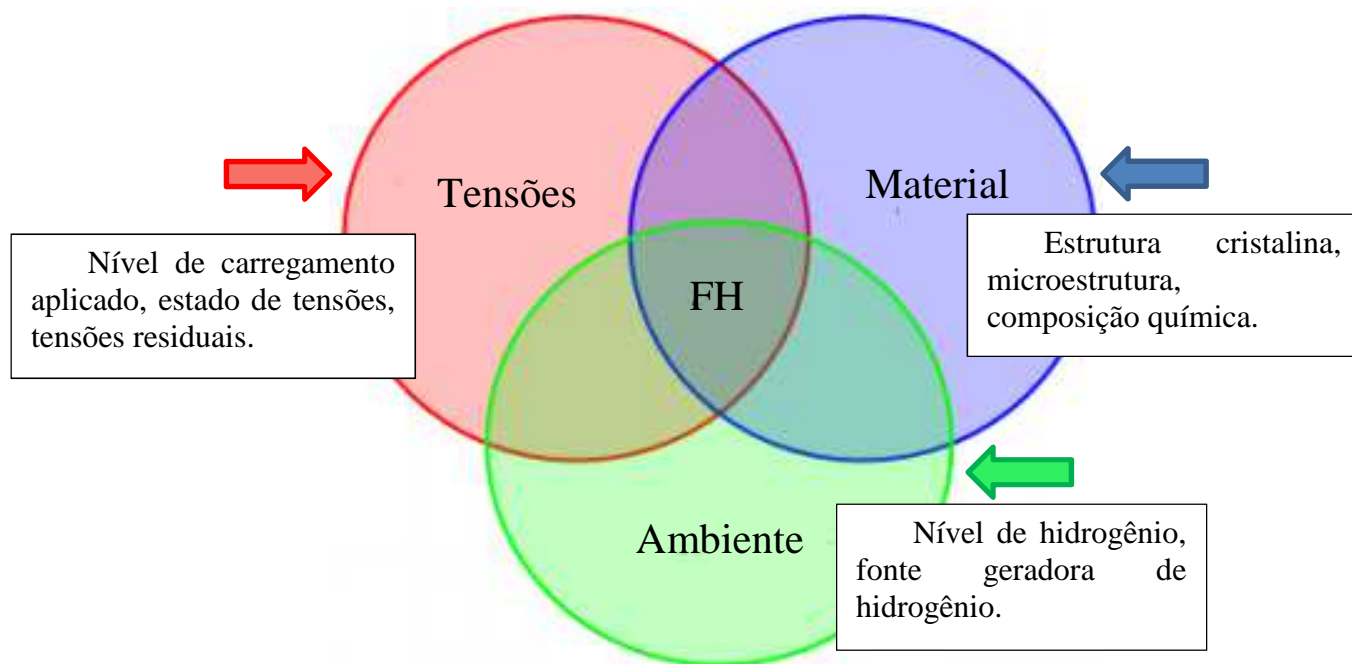 Tensões
Material
Nível de carregamento
aplicado, estado de tensões,
tensões residuais.
Estrutura cristalina,
microestrutura,
composição química.
FH
Ambiente
Nível de hidrogênio,
fonte geradora de
hidrogênio.